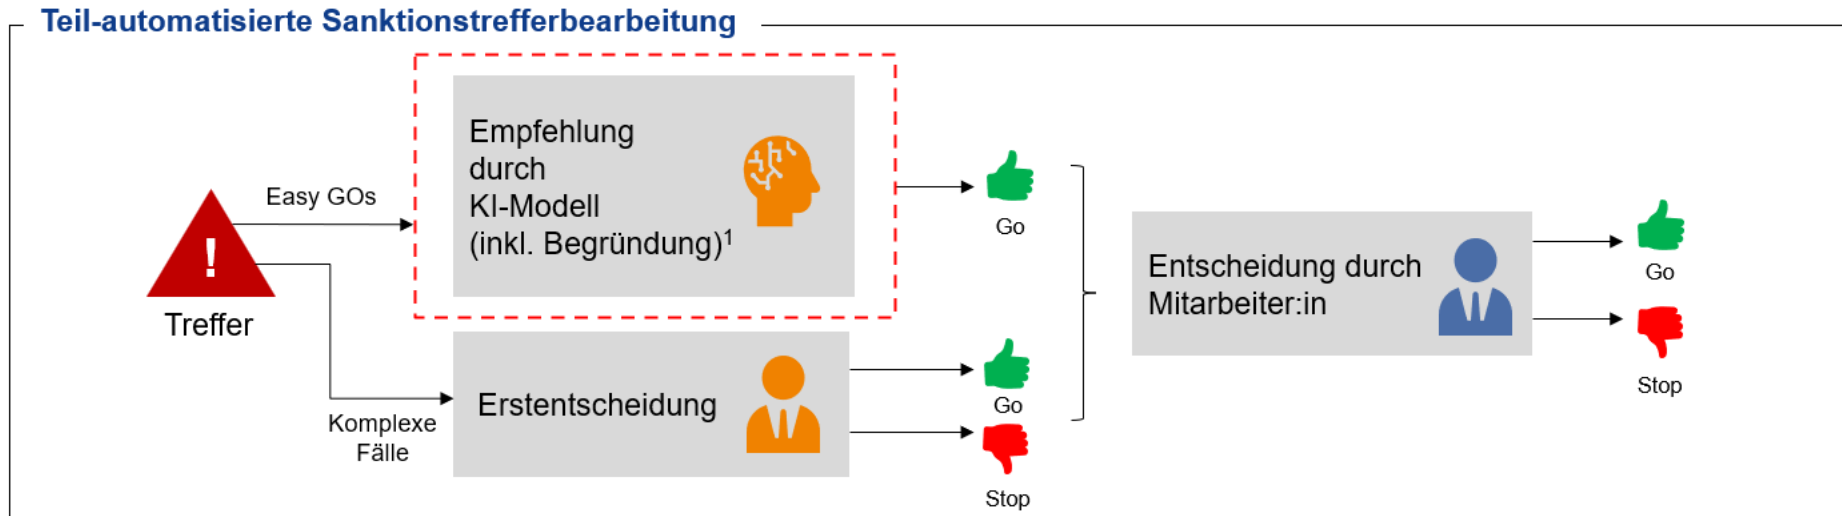 Teil-automatisierte Sanktionstrefferbearbeitung
Empfehlung
durch
KI-Modell
(inkl. Begründung)¹
Easy GOs
!
Treffer
Go
Entscheidung durch
Mitarbeiter:in
Go
Stop
Komplexe
Fälle
Erstentscheidung
Go
Stop